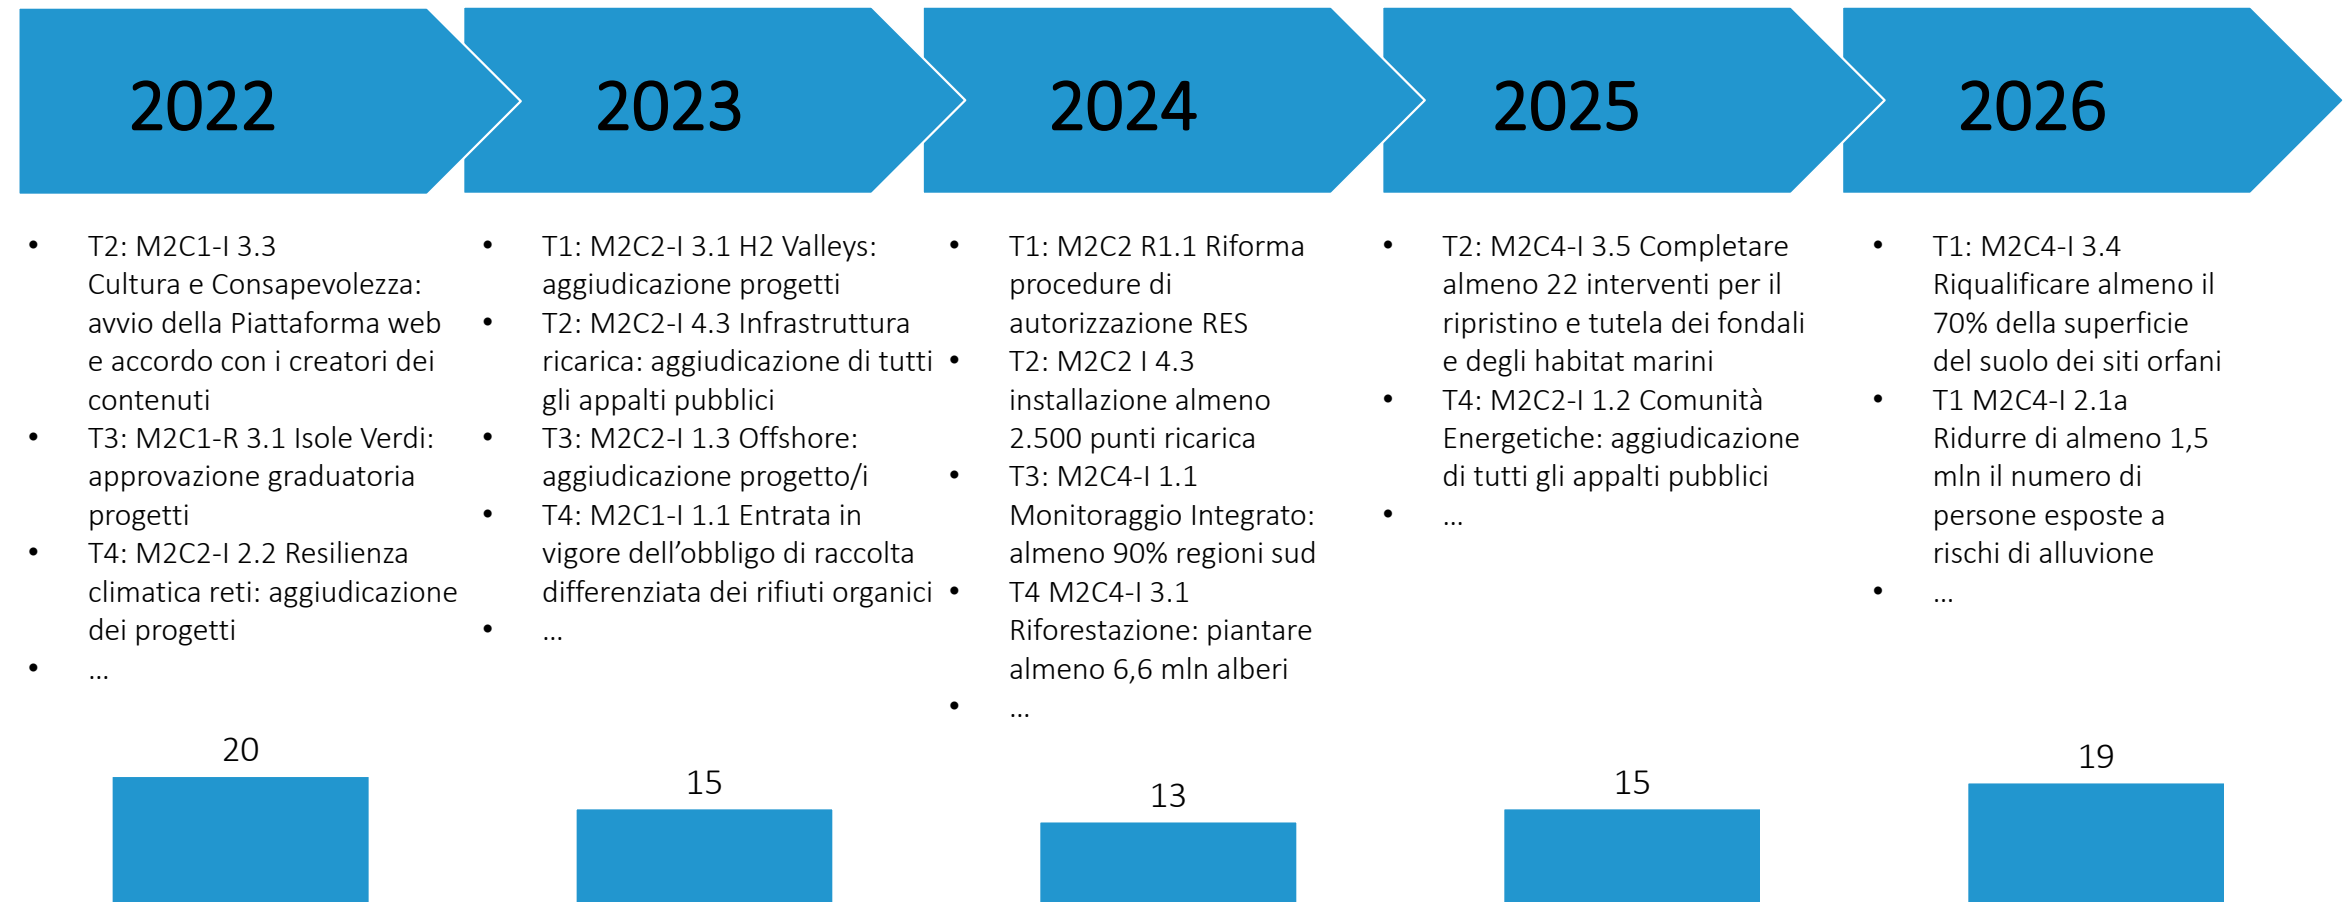 2022
2023
2024
2025
2026
• T2: M2C1-I 3.3
Cultura e Consapevolezza:
avvio della Piattaforma web
e accordo con i creatori dei
contenuti
• T3: M2C1-R 3.1 Isole Verdi:
approvazione graduatoria
progetti
• T4: M2C2-I 2.2 Resilienza
climatica reti: aggiudicazione
dei progetti
• ...
• T1: M2C2-I 3.1 H2 Valleys:
aggiudicazione progetti
• T2: M2C2-I 4.3 Infrastruttura
ricarica: aggiudicazione di tutti
gli appalti pubblici
• T3: M2C2-I 1.3 Offshore:
aggiudicazione progetto/i
• T4: M2C1-I 1.1 Entrata in
vigore dell’obbligo di raccolta
differenziata dei rifiuti organici
• ...
• T1: M2C2 R1.1 Riforma
procedure di
autorizzazione RES
• T2: M2C2 I 4.3
installazione almeno
2.500 punti ricarica
• T3: M2C4-I 1.1
Monitoraggio Integrato:
almeno 90% regioni sud
• T4 M2C4-I 3.1
Riforestazione: piantare
almeno 6,6 mln alberi
• ...
• T2: M2C4-I 3.5 Completare
almeno 22 interventi per il
ripristino e tutela dei fondali
e degli habitat marini
• T4: M2C2-I 1.2 Comunità
Energetiche: aggiudicazione
di tutti gli appalti pubblici
• ...
• T1: M2C4-I 3.4
Riqualificare almeno il
70% della superficie
del suolo dei siti orfani
• T1 M2C4-I 2.1a
Ridurre di almeno 1,5
mln il numero di
persone esposte a
rischi di alluvione
• ...
20
15
13
15
19